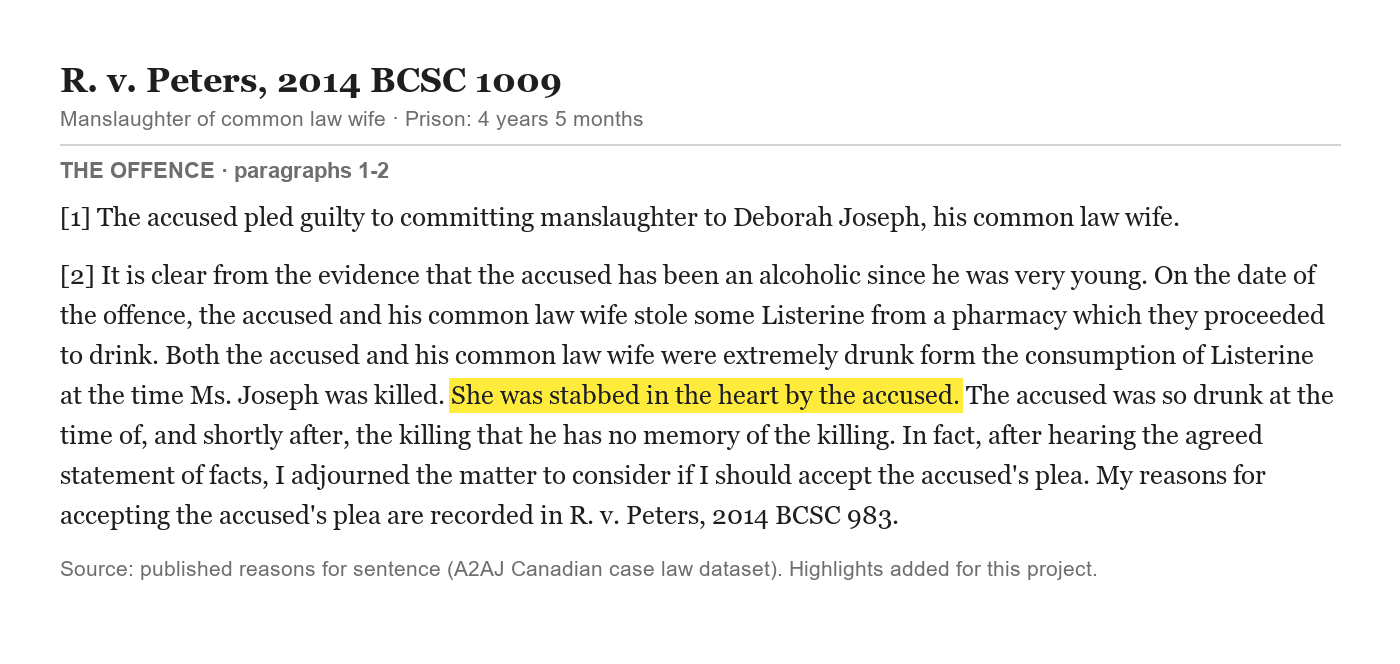 R. v. Peters, 2014 BCSC 1009
Manslaughter of common law wife · Prison: 4 years 5 months
THE OFFENCE · paragraphs 1-2
[1] The accused pled guilty to committing manslaughter to Deborah Joseph, his common law wife.
[2] It is clear from the evidence that the accused has been an alcoholic since he was very young. On the date of
the offence, the accused and his common law wife stole some Listerine from a pharmacy which they proceeded
to drink. Both the accused and his common law wife were extremely drunk form the consumption of Listerine
at the time Ms. Joseph was killed. She was stabbed in the heart by the accused. The accused was so drunk at the
time of, and shortly after, the killing that he has no memory of the killing. In fact, after hearing the agreed
statement of facts, I adjourned the matter to consider if I should accept the accused's plea. My reasons for
accepting the accused's plea are recorded in R. v. Peters, 2014 BCSC 983.
Source: published reasons for sentence (A2AJ Canadian case law dataset). Highlights added for this project.